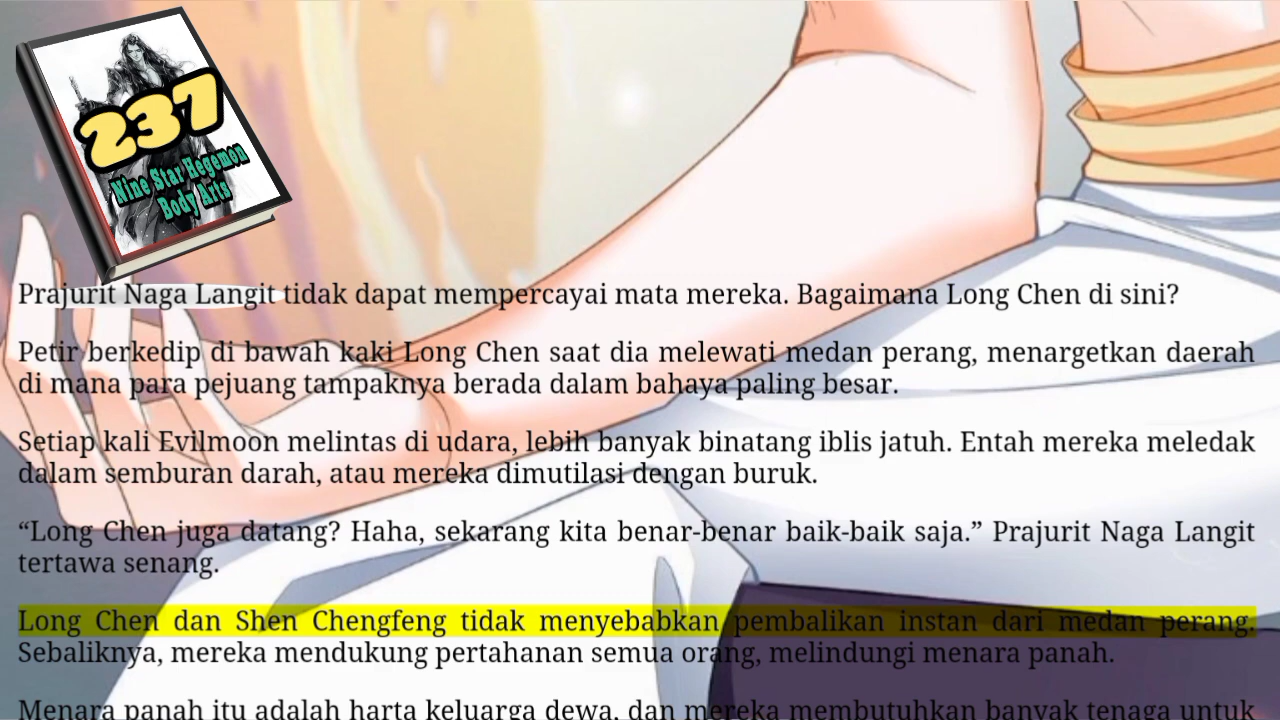 237
Nine Star Hegemon
Body Arts
Prajurit Naga Langit tidak dapat mempercayai mata mereka. Bagaimana Long Chen di sini?
Petir berkedip di bawah kaki Long Chen saat dia melewati medan perang, menargetkan daerah
di mana para pejuang tampaknya berada dalam bahaya paling besar.
Setiap kali Evilmoon melintas di udara, lebih banyak binatang iblis jatuh. Entah mereka meledak
dalam semburan darah, atau mereka dimutilasi dengan buruk.
“Long Chen juga datang? Haha, sekarang kita benar-benar baik-baik saja.” Prajurit Naga Langit
tertawa senang.
Long Chen dan Shen Chengfeng tidak menyebabkan pembalikan instan dari medan perang.
Sebaliknya, mereka mendukung pertahanan semua orang, melindungi menara panah.
Menara panah itu adalah harta keluarga dewa, dan mereka membutuhkan banyak tenaga untuk